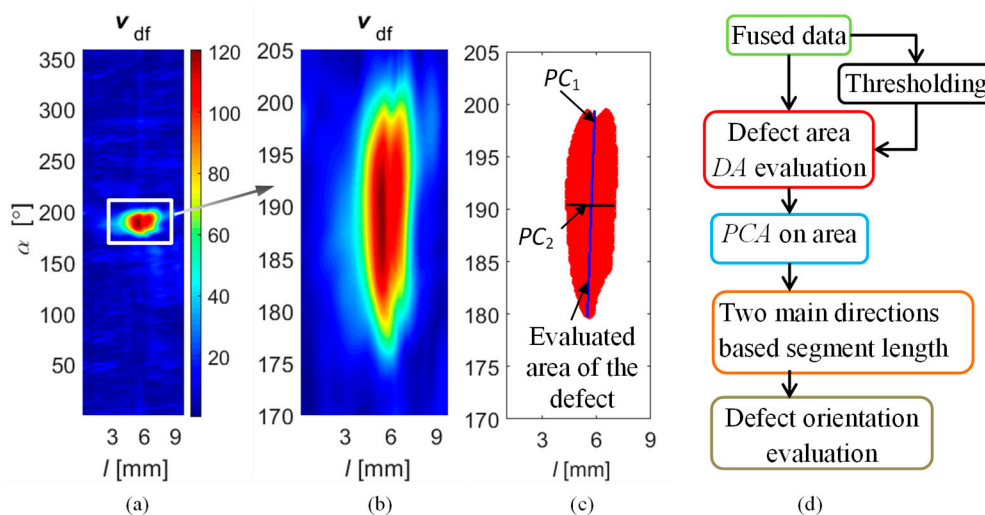 v df
350
300
250
200
150
100
50
α [°]
3 6 9
l [mm]
120
100
80
60
40
20
(a)
v df
205
200
195
190
185
180
175
170
3 6 9
l [mm]
(b)
205
200
195
190
185
180
175
170
PC1
PC2
Evaluated
area of the
defect
3 6 9
l [mm]
(c)
Fused data
Thresholding
Defect area
DA evaluation
PCA on area
Two main directions
based segment length
Defect orientation
evaluation
(d)